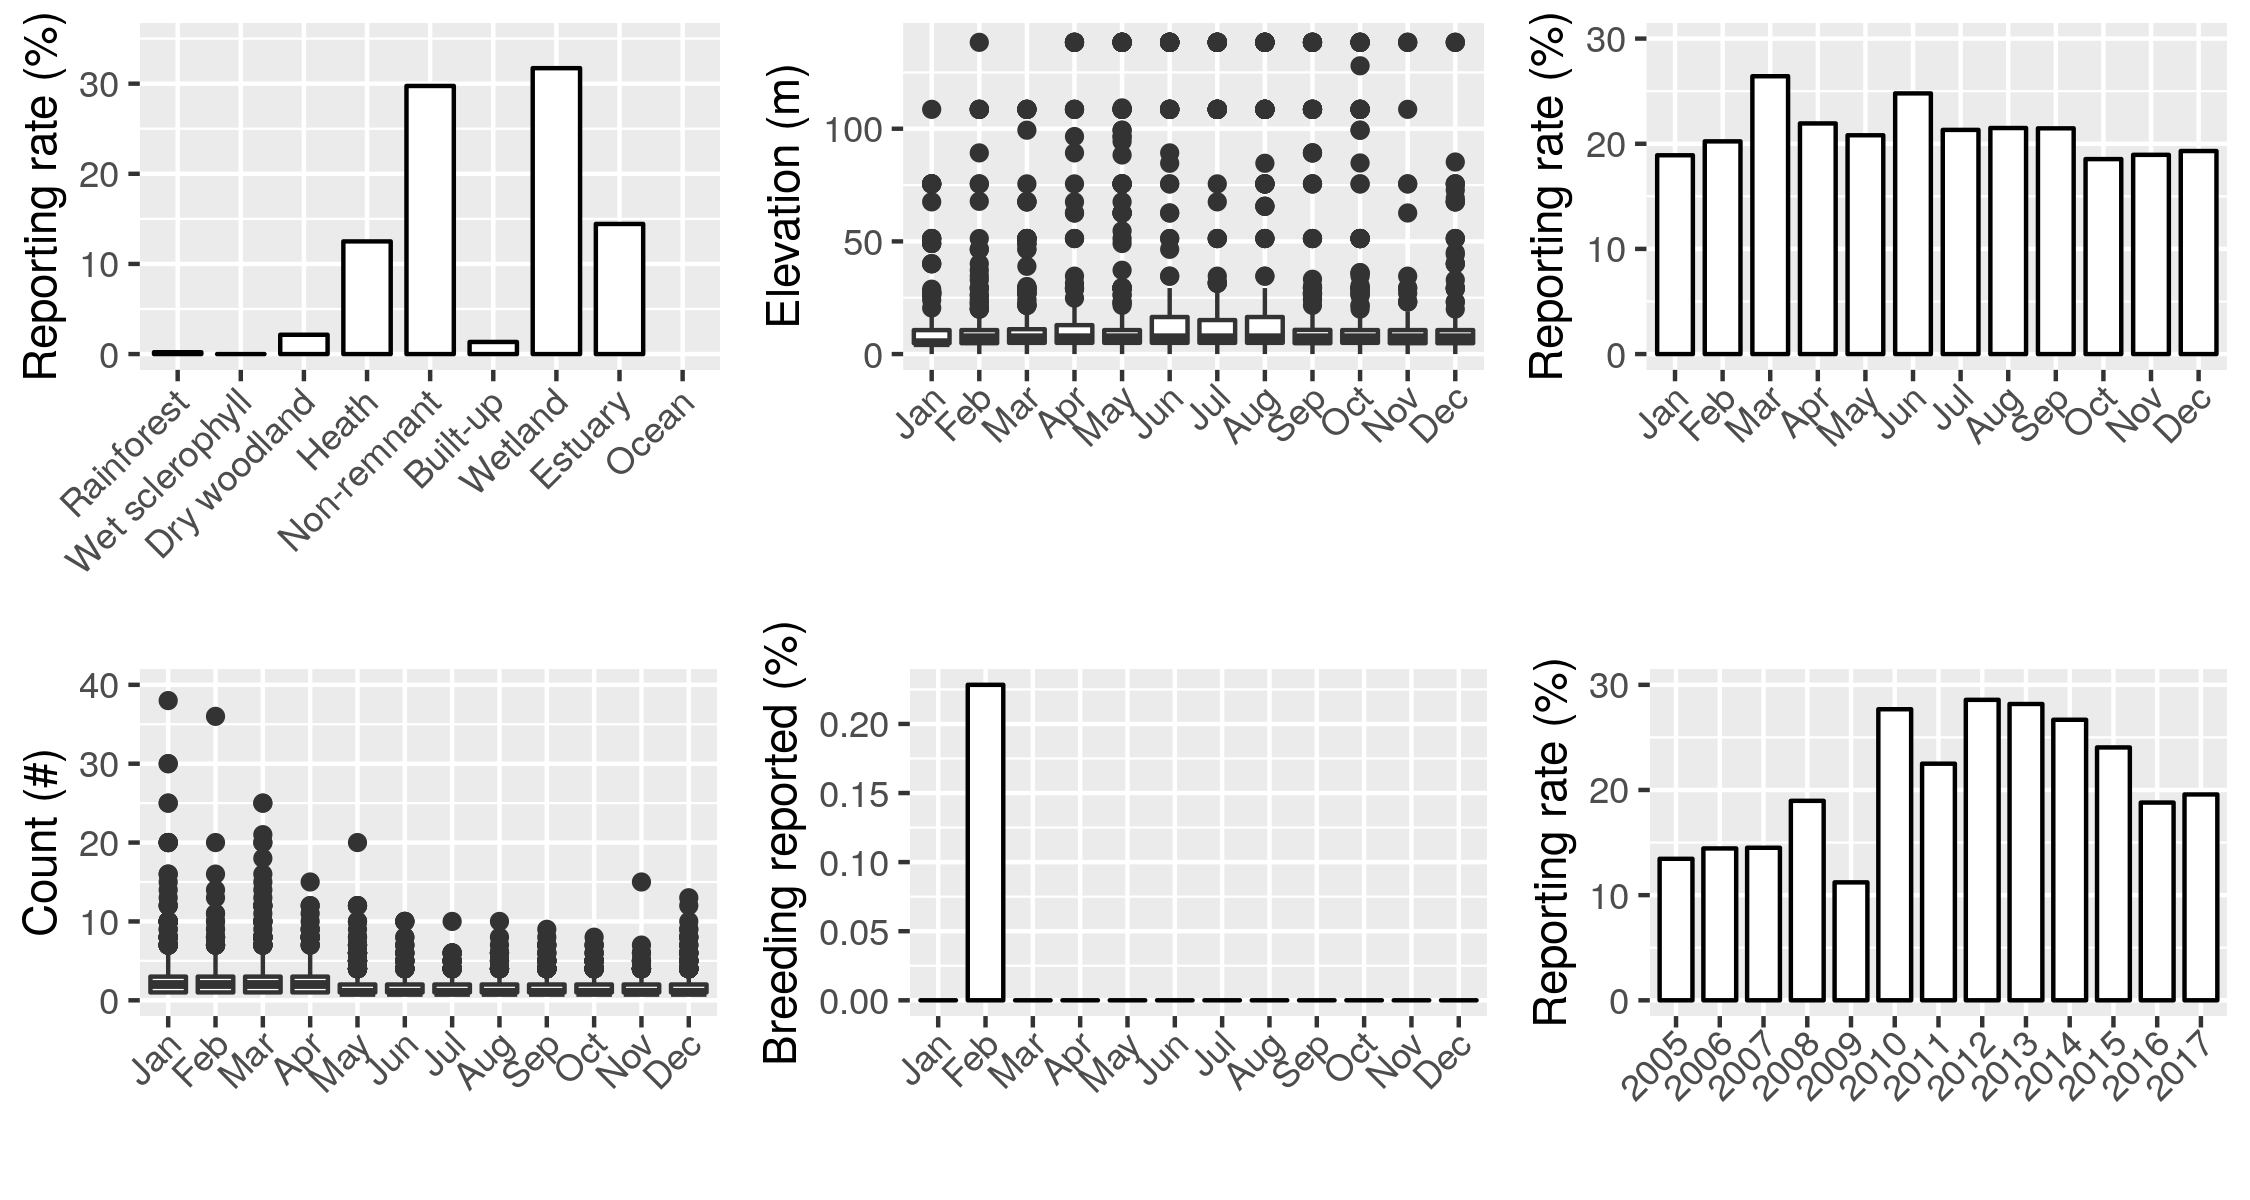 Reporting rate (%)
30
20
10
0
Rainforest
Wet sclerophyll
Dry woodland
Heath
Non-remnant
Built-up
Wetland
Estuary
Ocean
Elevation (m)
100
50
0
Jan
Feb
Mar
Apr
May
Jun
Jul
Aug
Sep
Oct
Nov
Dec
Reporting rate (%)
30
20
10
0
Jan
Feb
Mar
Apr
May
Jun
Jul
Aug
Sep
Oct
Nov
Dec
Count (#)
40
30
20
10
0
Jan
Feb
Mar
Apr
May
Jun
Jul
Aug
Sep
Oct
Nov
Dec
Breeding reported (%)
0.20
0.15
0.10
0.05
0.00
Jan
Feb
Mar
Apr
May
Jun
Jul
Aug
Sep
Oct
Nov
Dec
Reporting rate (%)
30
20
10
0
2005
2006
2007
2008
2009
2010
2011
2012
2013
2014
2015
2016
2017